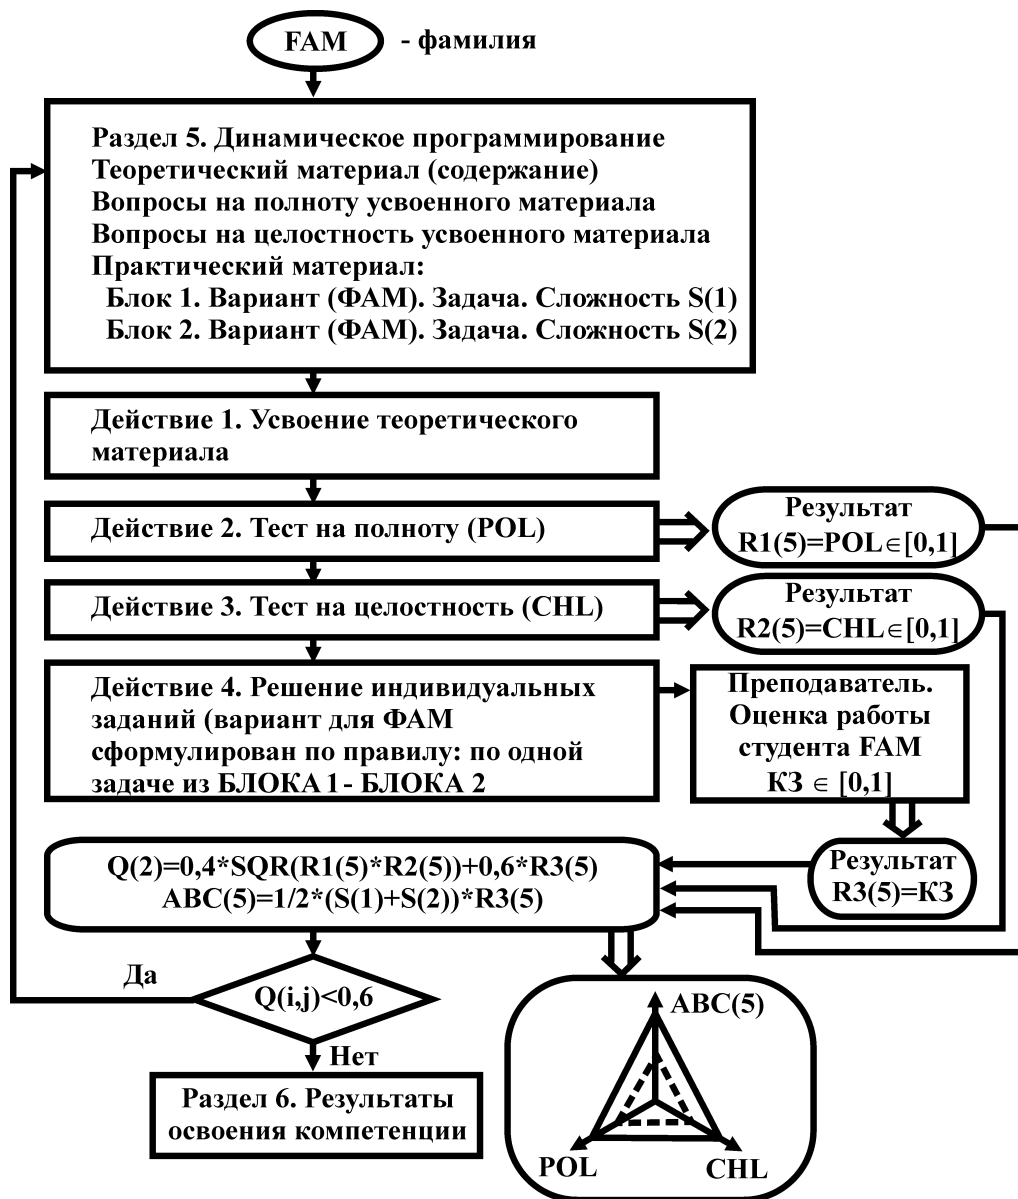 FAM - фамилия
Раздел 5. Динамическое программирование
Теоретический материал (содержание)
Вопросы на полноту усвоенного материала
Вопросы на целостность усвоенного материала
Практический материал:
Блок 1. Вариант (ФАМ). Задача. Сложность S(1)
Блок 2. Вариант (ФАМ). Задача. Сложность S(2)
Действие 1. Усвоение теоретического
материала
Действие 2. Тест на полноту (POL)
Результат
R1(5)=POL∈[0,1]
Действие 3. Тест на целостность (CHL)
Результат
R2(5)=CHL∈[0,1]
Действие 4. Решение индивидуальных
заданий (вариант для ФАМ
сформулирован по правилу: по одной
задаче из БЛОКА 1 - БЛОКА 2
Преподаватель.
Оценка работы
студента FAM
КЗ ∈ [0,1]
Результат
R3(5)=КЗ
Q(2)=0,4*SQR(R1(5)*R2(5))+0,6*R3(5)
ABC(5)=1/2*(S(1)+S(2))*R3(5)
Да
Q(i,j)<0,6
Нет
Раздел 6. Результаты
освоения компетенции
ABC(5)
POL
CHL